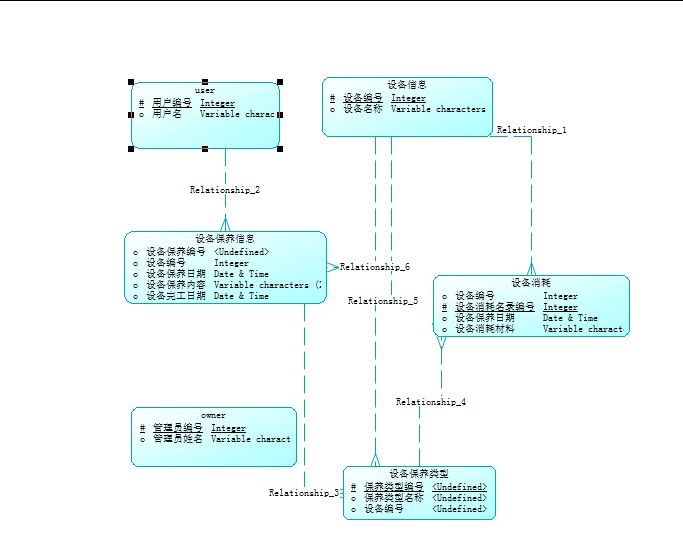 user
# 用户编号 Integer
o 用户名 Variable charac
设备信息
# 设备编号 Integer
o 设备名称 Variable characters
Relationship_1
Relationship_2
设备保养信息
o 设备保养编号 <Undefined>
o 设备编号 Integer
o 设备保养日期 Date & Time
o 设备保养内容 Variable characters (2
o 设备完工日期 Date & Time
Relationship_6
Relationship_5
设备消耗
o 设备编号 Integer
# 设备消耗名录编号 Integer
o 设备保养日期 Date & Time
o 设备消耗材料 Variable charact
Relationship_4
owner
# 管理员编号 Integer
o 管理员姓名 Variable charact
设备保养类型
# 保养类型编号 <Undefined>
o 保养类型名称 <Undefined>
o 设备编号 <Undefined>
Relationship_3